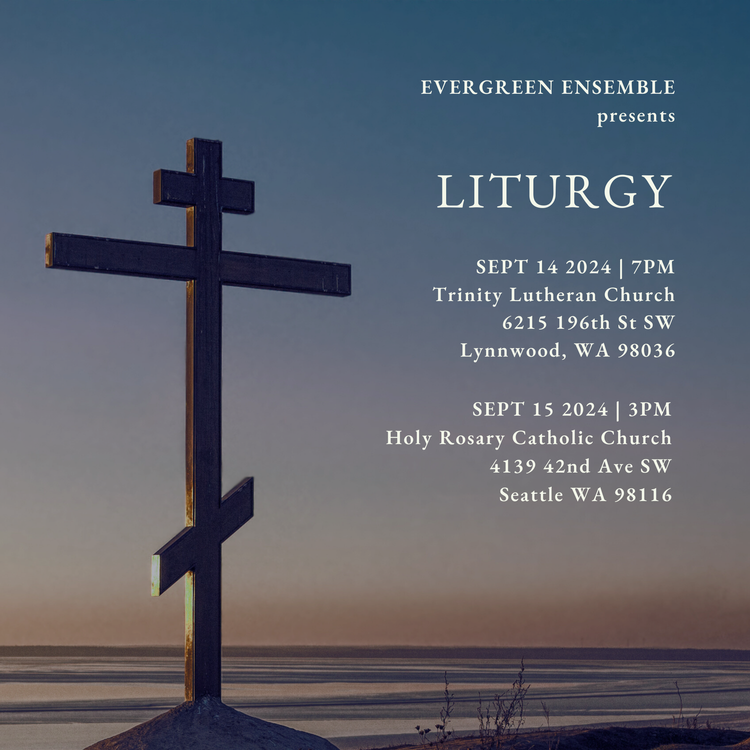 EVERGREEN ENSEMBLE
presents
LITURGY
SEPT 14 2024 | 7PM
Trinity Lutheran Church
6215 196th St SW
Lynnwood, WA 98036
SEPT 15 2024 | 3PM
Holy Rosary Catholic Church
4139 42nd Ave SW
Seattle WA 98116